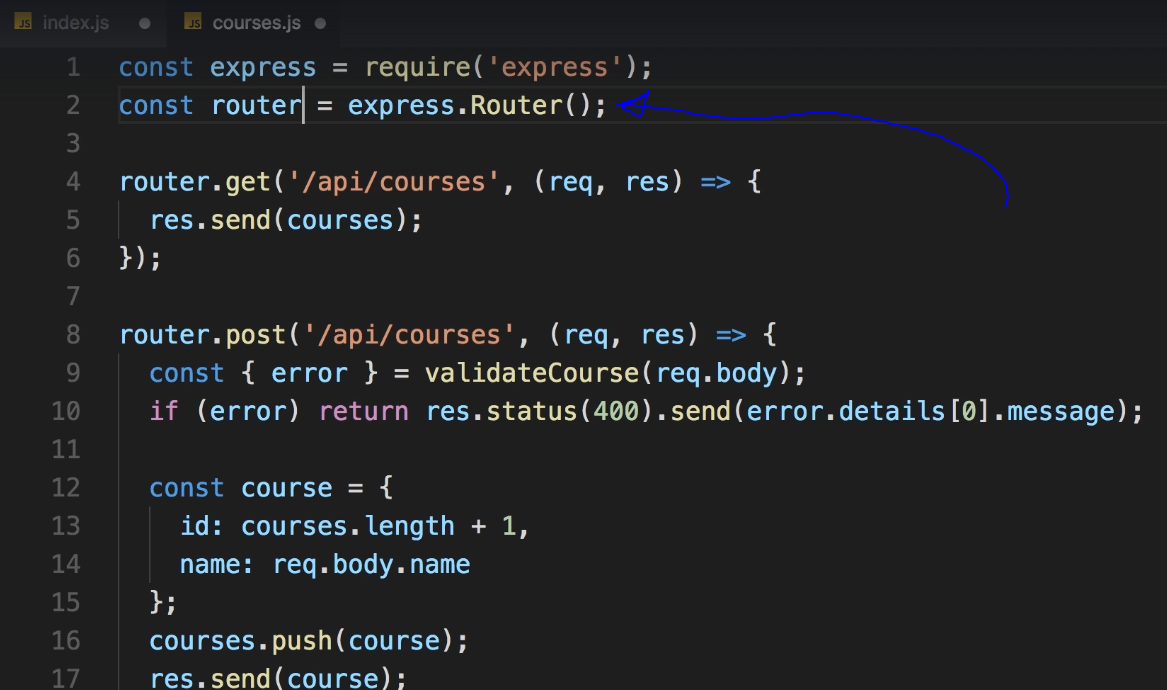 JS index.js ●
JS courses.js ●
1 const express = require('express');
2 const router = express.Router();
3
4 router.get('/api/courses', (req, res) => {
5   res.send(courses);
6 });
7
8 router.post('/api/courses', (req, res) => {
9   const { error } = validateCourse(req.body);
10   if (error) return res.status(400).send(error.details[0].message);
11
12   const course = {
13     id: courses.length + 1,
14     name: req.body.name
15   };
16   courses.push(course);
17   res.send(course);